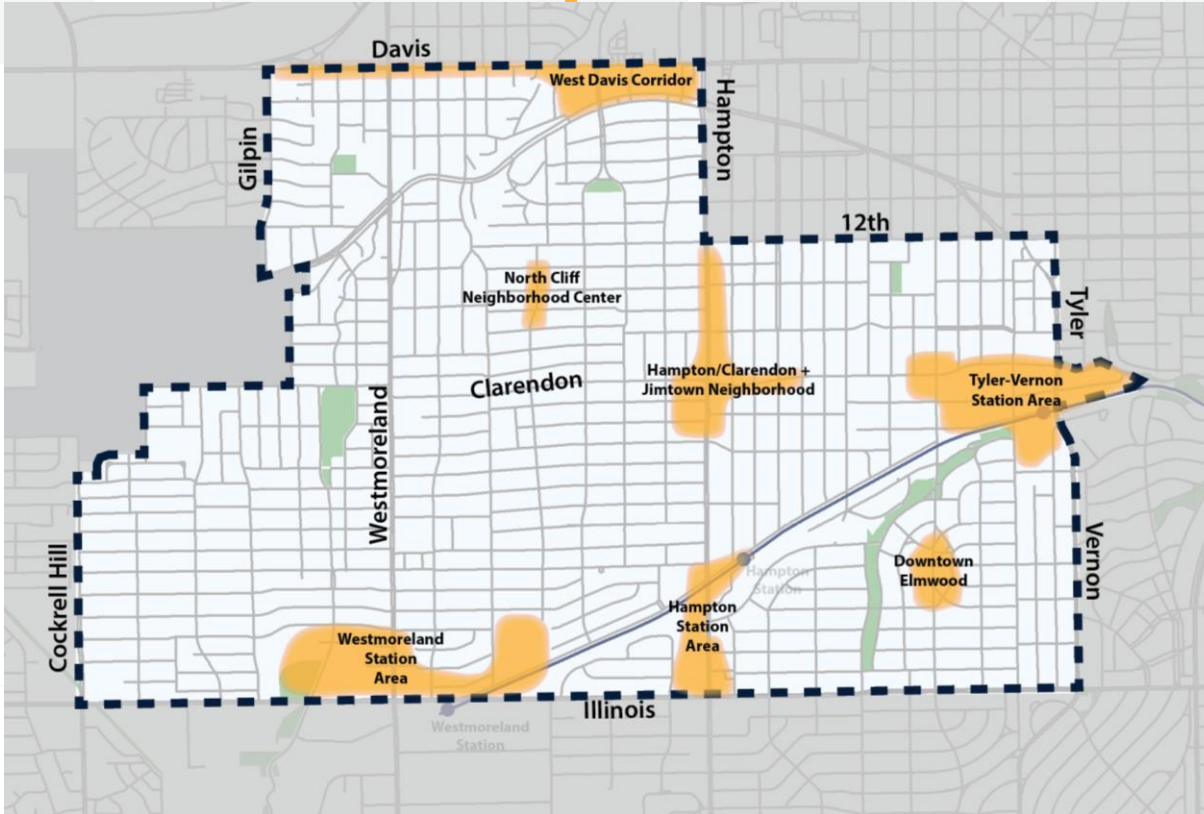 Davis
West Davis Corridor
Gilpin
Hampton
12th
North Cliff
Neighborhood Center
Tyler
Hampton/Clarendon +
Jimtown Neighborhood
Clarendon
Tyler-Vernon
Station Area
Westmoreland
Cockrell Hill
Vernon
Downtown
Elmwood
Hampton
Station
Hampton
Station
Area
Westmoreland
Station
Area
Illinois
Westmoreland
Station